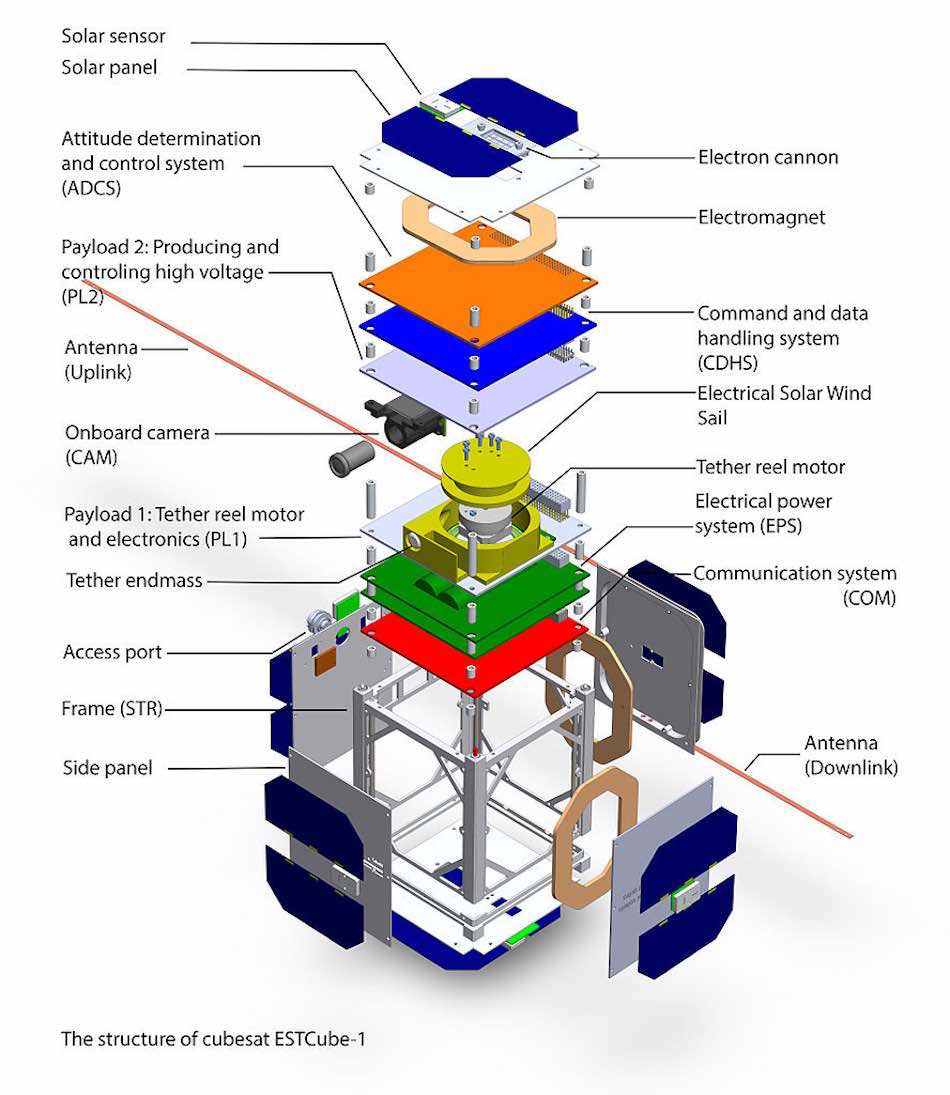 Solar sensor
Solar panel
Attitude determination
and control system
(ADCS)
Payload 2: Producing and
controling high voltage
(PL2)
Antenna
(Uplink)
Onboard camera
(CAM)
Payload 1: Tether reel motor
and electronics (PL1)
Tether endmass
Access port
Frame (STR)
Side panel
Electron cannon
Electromagnet
Command and data
handling system
(CDHS)
Electrical Solar Wind
Sail
Tether reel motor
Electrical power
system (EPS)
Communication system
(COM)
Antenna
(Downlink)
The structure of cubesat ESTCube-1